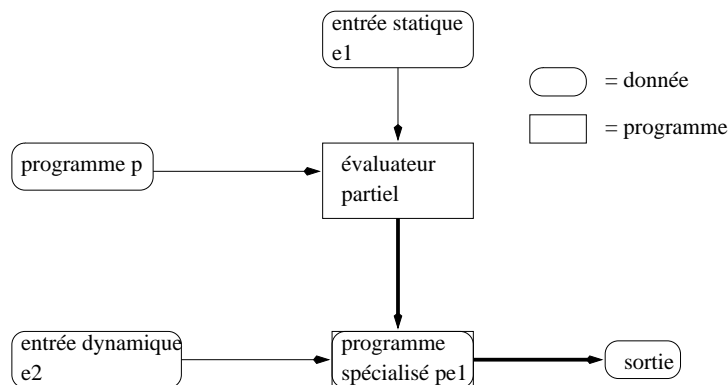 entrée statique
e1
= donnée
= programme
programme p
évaluateur
partiel
entrée dynamique
e2
programme
spécialisé pe1
sortie